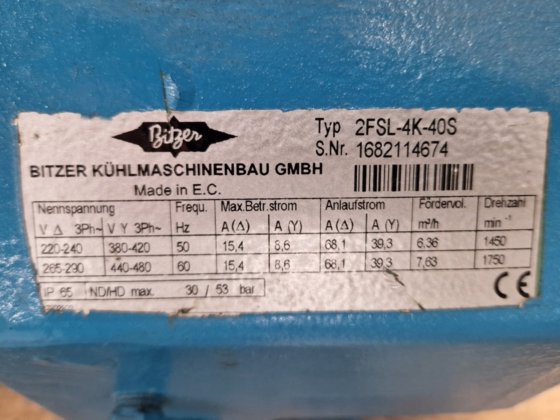 Bitzer
Typ 2FSL-4K-40S
S.Nr. 1682114674
BITZER KÜHLMASCHINENBAU GMBH
Made in E.C.
Nennspannung Frequ. Max.Betr.strom Anlaufstrom Fördervol. Drehzahl
V Δ 3Ph~ V Y 3Ph~ Hz A (Δ) A (Y) A (Δ) A (Y) m³/h min⁻¹
220-240 380-420 50 15,4 8,6 68,1 39,3 6,36 1450
265-290 440-480 60 15,4 8,6 68,1 39,3 7,63 1750
IP 65 ND/HD max. 30 / 53 bar
CE